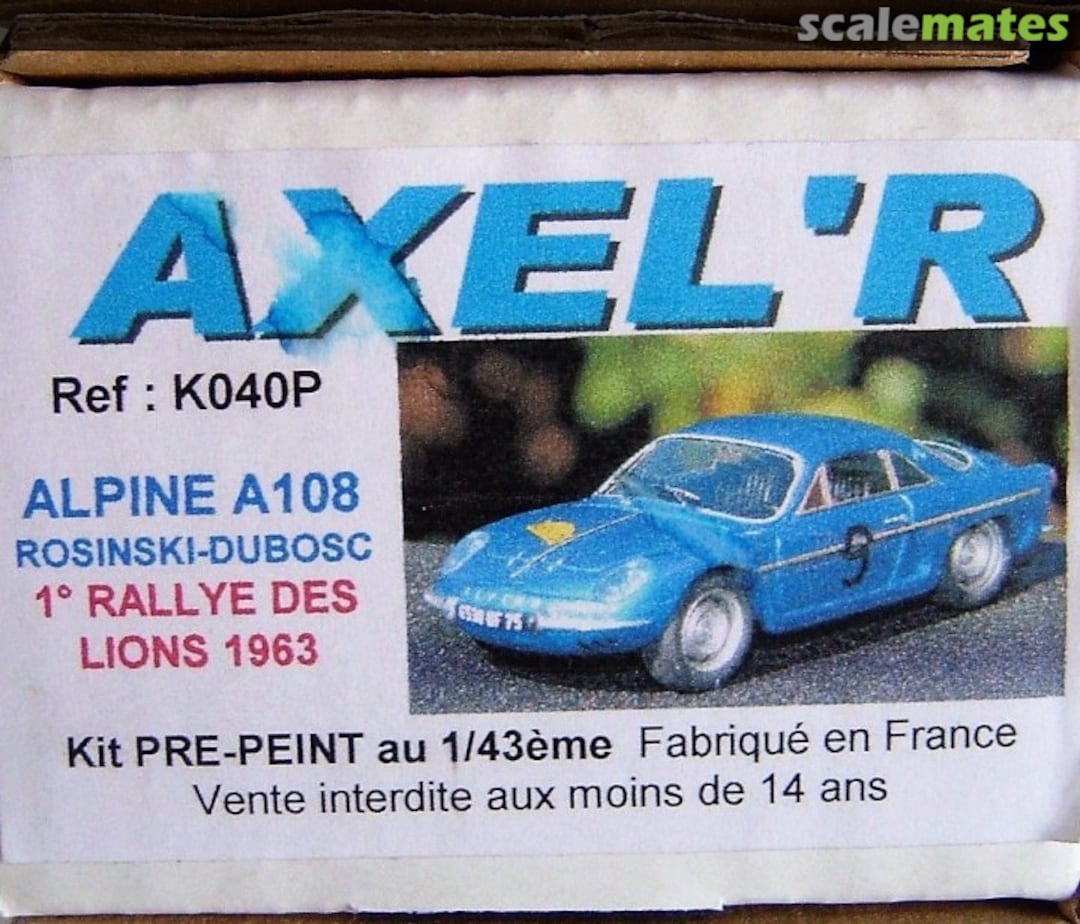 scalemates
AXEL'R
Ref : K040P
ALPINE A108
ROSINSKI-DUBOSC
1° RALLYE DES
LIONS 1963
9
Kit PRE-PEINT au 1/43ème Fabriqué en France
Vente interdite aux moins de 14 ans